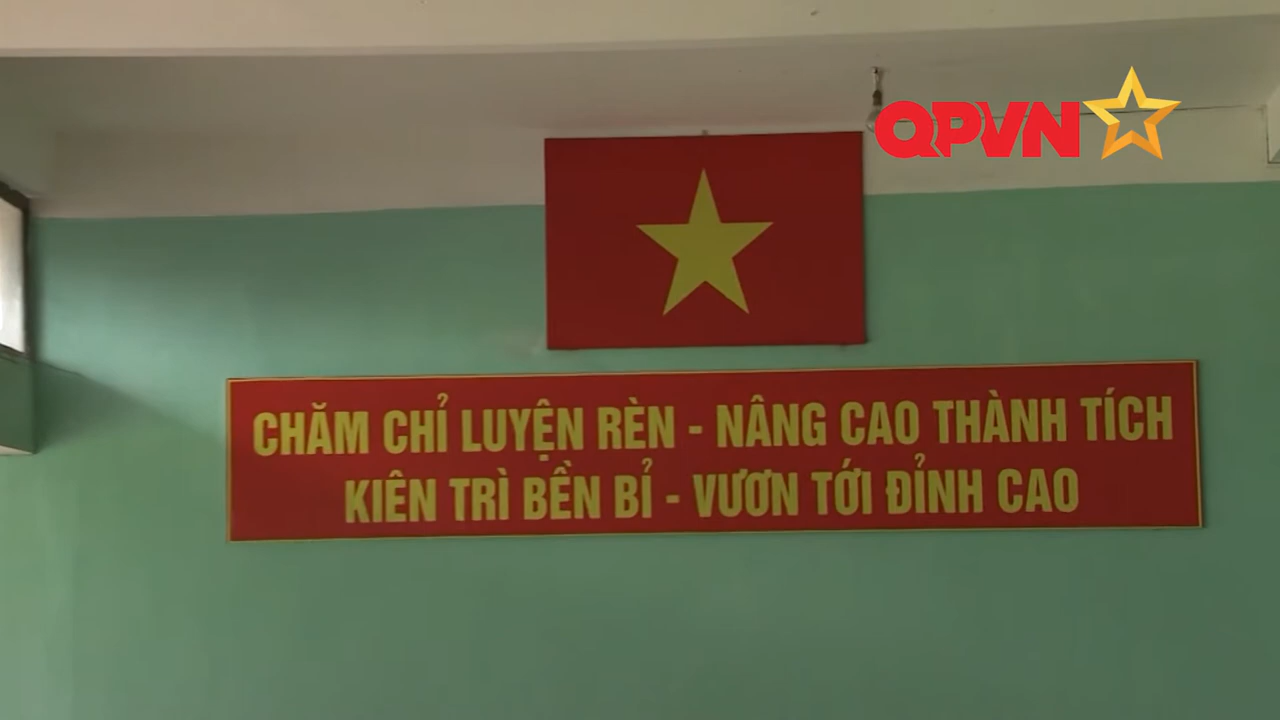 QPVN
CHĂM CHỈ LUYỆN RÈN - NÂNG CAO THÀNH TÍCH
KIÊN TRÌ BỀN BỈ - VƯƠN TỚI ĐỈNH CAO